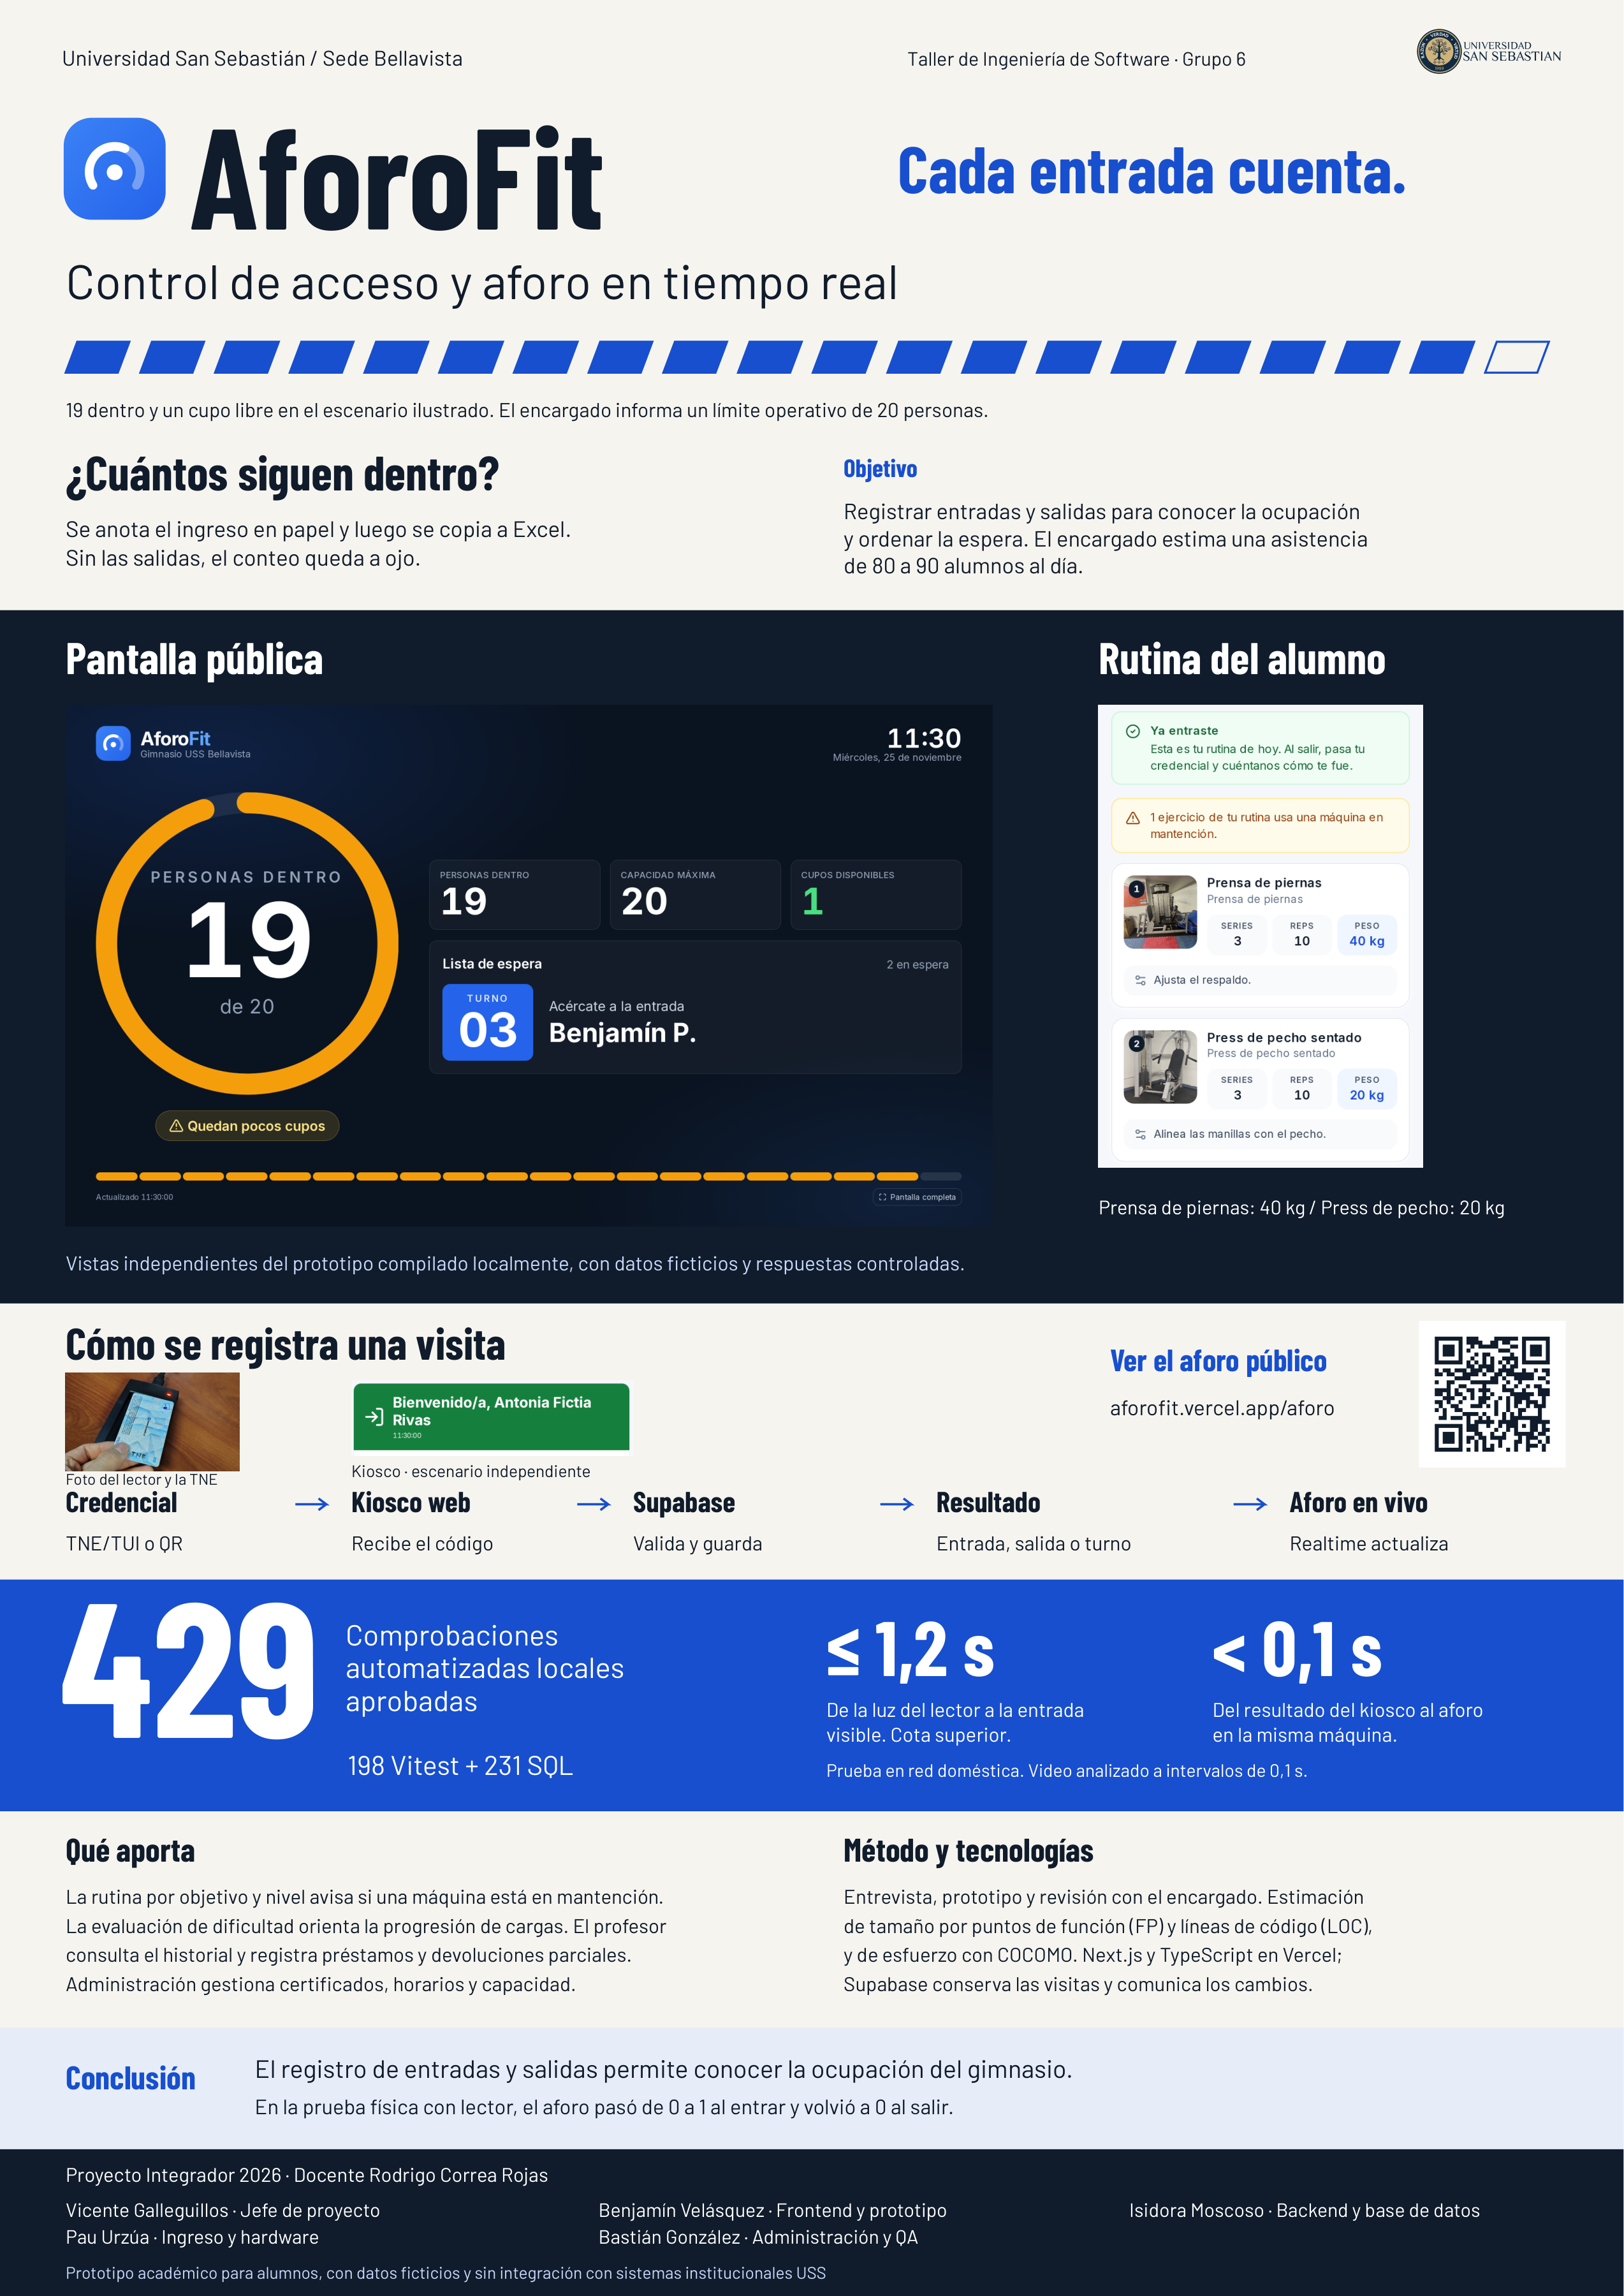 Universidad San Sebastián / Sede Bellavista
Taller de Ingeniería de Software · Grupo 6
UNIVERSIDAD
SAN SEBASTIAN
AforoFit
Cada entrada cuenta.
Control de acceso y aforo en tiempo real
19 dentro y un cupo libre en el escenario ilustrado. El encargado informa un límite operativo de 20 personas.
¿Cuántos siguen dentro?
Se anota el ingreso en papel y luego se copia a Excel.
Sin las salidas, el conteo queda a ojo.
Objetivo
Registrar entradas y salidas para conocer la ocupación
y ordenar la espera. El encargado estima una asistencia
de 80 a 90 alumnos al día.
Pantalla pública
AforoFit
Gimnasio USS Bellavista
11:30
Miércoles, 25 de noviembre
PERSONAS DENTRO
19
de 20
Quedan pocos cupos
PERSONAS DENTRO
19
CAPACIDAD MÁXIMA
20
CUPOS DISPONIBLES
1
Lista de espera
2 en espera
TURNO
03
Acércate a la entrada
Benjamín P.
Actualizado 11:30:00
Pantalla completa
Rutina del alumno
Ya entraste
Esta es tu rutina de hoy. Al salir, pasa tu
credencial y cuéntanos cómo te fue.
1 ejercicio de tu rutina usa una máquina en
mantención.
1
Prensa de piernas
Prensa de piernas
SERIES
3
REPS
10
PESO
40 kg
Ajusta el respaldo.
2
Press de pecho sentado
Press de pecho sentado
SERIES
3
REPS
10
PESO
20 kg
Alinea las manillas con el pecho.
Prensa de piernas: 40 kg / Press de pecho: 20 kg
Vistas independientes del prototipo compilado localmente, con datos ficticios y respuestas controladas.
Cómo se registra una visita
TNE
Foto del lector y la TNE
Bienvenido/a, Antonia Fictia
Rivas
11:30:00
Kiosco · escenario independiente
Ver el aforo público
aforofit.vercel.app/aforo
Credencial
TNE/TUI o QR
Kiosco web
Recibe el código
Supabase
Valida y guarda
Resultado
Entrada, salida o turno
Aforo en vivo
Realtime actualiza
429
Comprobaciones
automatizadas locales
aprobadas
198 Vitest + 231 SQL
≤ 1,2 s
De la luz del lector a la entrada
visible. Cota superior.
< 0,1 s
Del resultado del kiosco al aforo
en la misma máquina.
Prueba en red doméstica. Video analizado a intervalos de 0,1 s.
Qué aporta
La rutina por objetivo y nivel avisa si una máquina está en mantención.
La evaluación de dificultad orienta la progresión de cargas. El profesor
consulta el historial y registra préstamos y devoluciones parciales.
Administración gestiona certificados, horarios y capacidad.
Método y tecnologías
Entrevista, prototipo y revisión con el encargado. Estimación
de tamaño por puntos de función (FP) y líneas de código (LOC),
y de esfuerzo con COCOMO. Next.js y TypeScript en Vercel;
Supabase conserva las visitas y comunica los cambios.
Conclusión
El registro de entradas y salidas permite conocer la ocupación del gimnasio.
En la prueba física con lector, el aforo pasó de 0 a 1 al entrar y volvió a 0 al salir.
Proyecto Integrador 2026 · Docente Rodrigo Correa Rojas
Vicente Galleguillos · Jefe de proyecto
Benjamín Velásquez · Frontend y prototipo
Isidora Moscoso · Backend y base de datos
Pau Urzúa · Ingreso y hardware
Bastián González · Administración y QA
Prototipo académico para alumnos, con datos ficticios y sin integración con sistemas institucionales USS